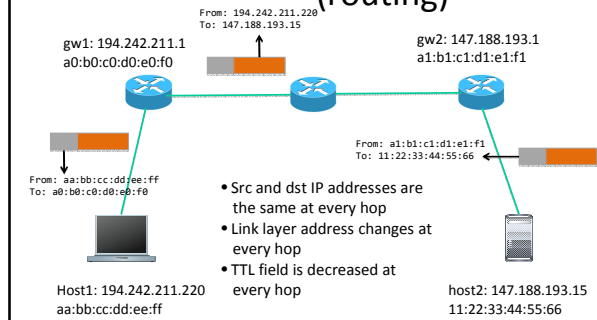 (routing)
From: 194.242.211.220
To: 147.188.193.15
gw1: 194.242.211.1
a0:b0:c0:d0:e0:f0
gw2: 147.188.193.1
a1:b1:c1:d1:e1:f1
From: a1:b1:c1:d1:e1:f1
To: 11:22:33:44:55:66
From: aa:bb:cc:dd:ee:ff
To: a0:b0:c0:d0:e0:f0
• Src and dst IP addresses are
the same at every hop
• Link layer address changes at
every hop
• TTL field is decreased at
every hop
Host1: 194.242.211.220
aa:bb:cc:dd:ee:ff
host2: 147.188.193.15
11:22:33:44:55:66